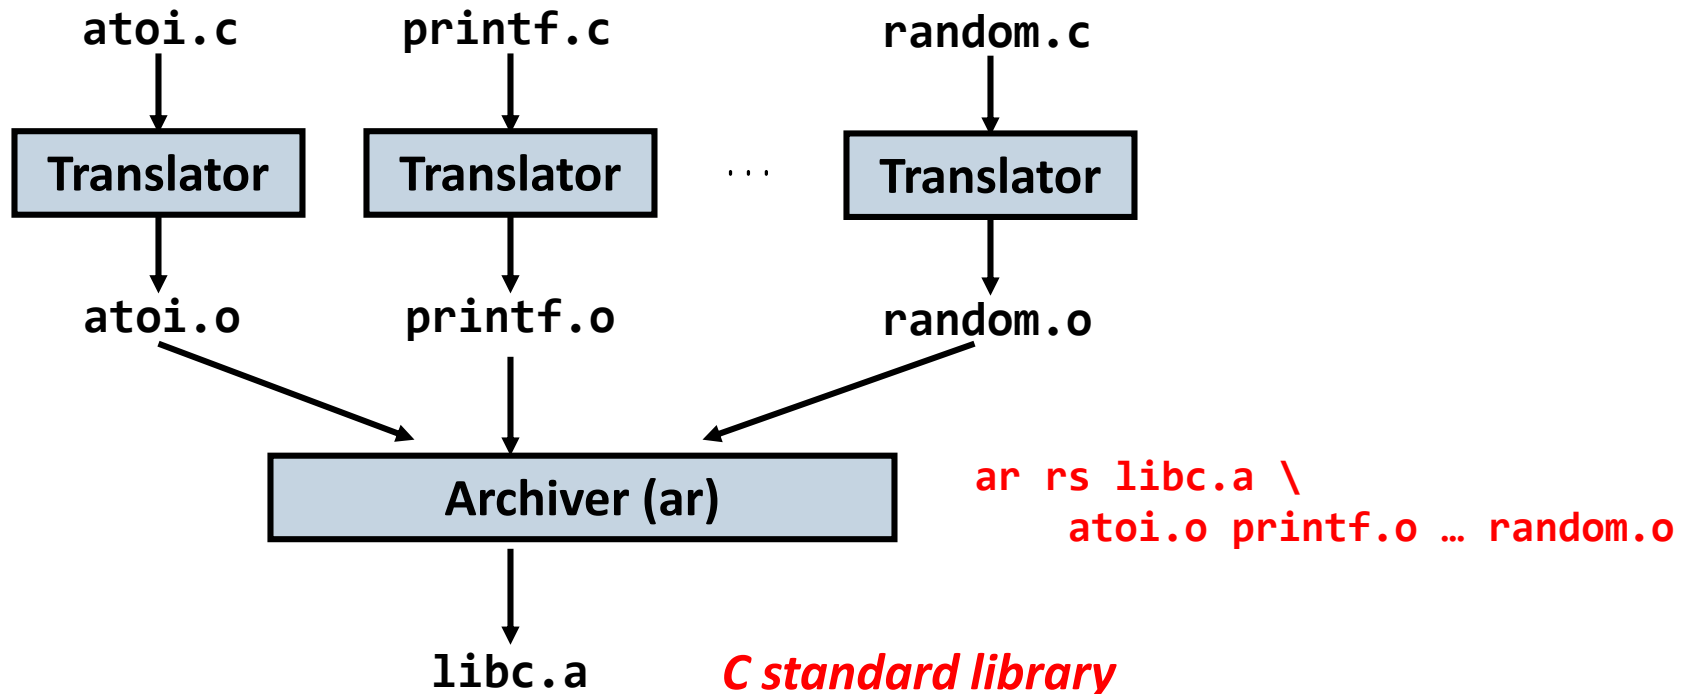 atoi.c printf.c random.c
Translator Translator ... Translator
atoi.o printf.o random.o
Archiver (ar)
ar rs libc.a \
atoi.o printf.o … random.o
libc.a C standard library